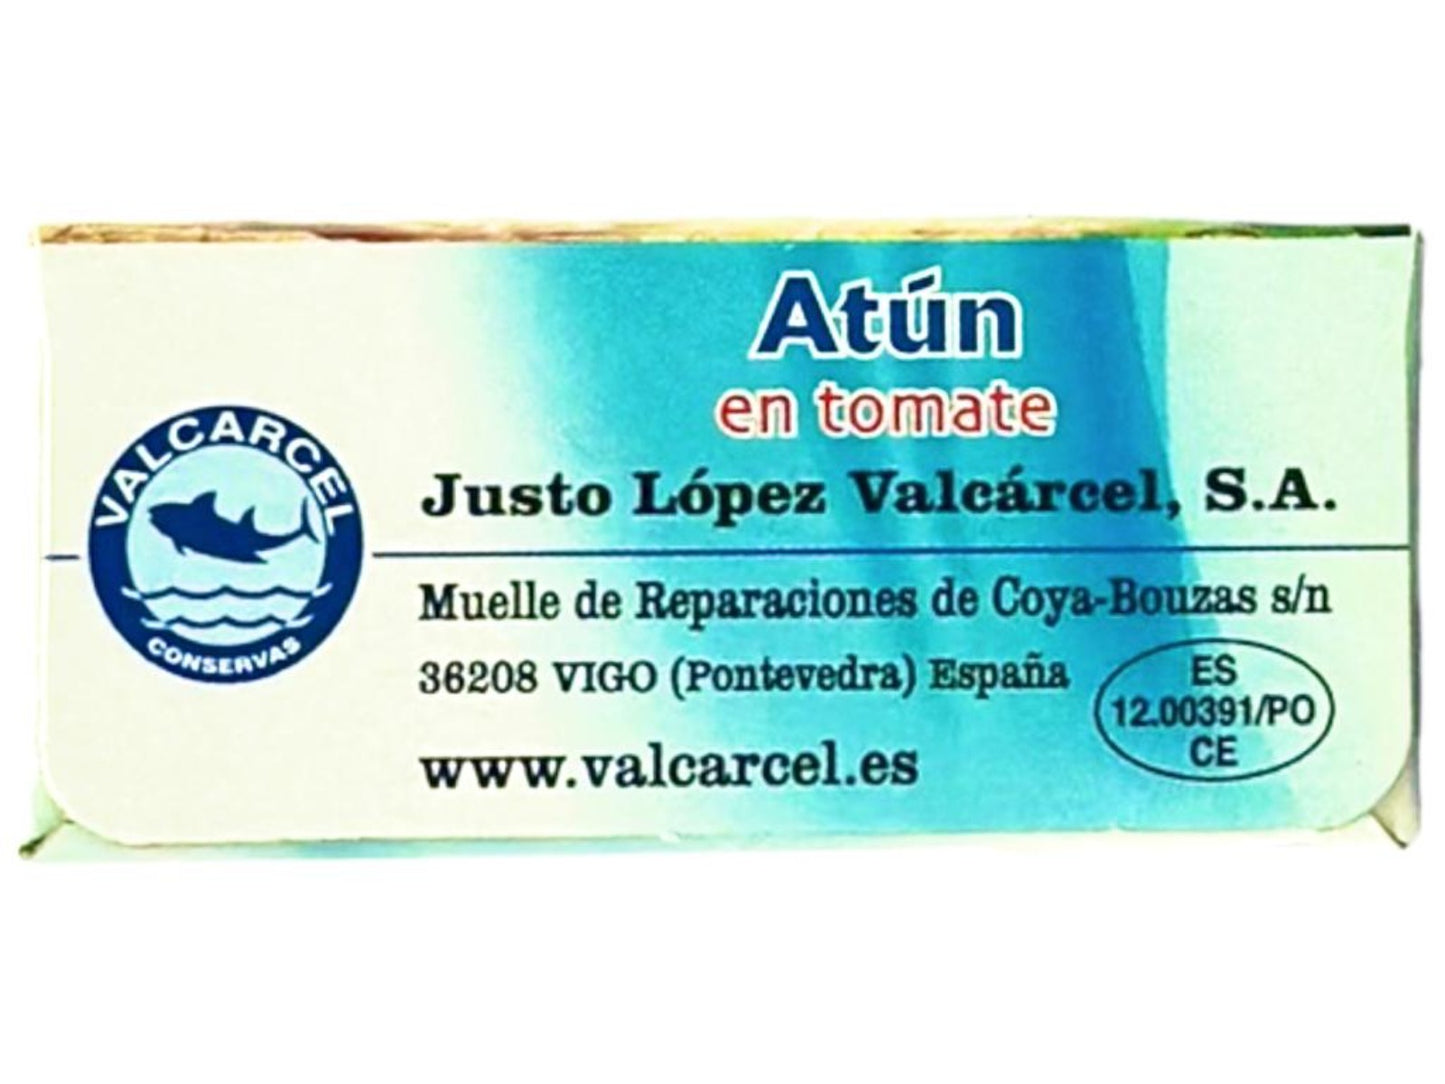 Atún
en tomate
VALCARCEL
CONSERVAS
Justo López Valcárcel, S.A.
Muelle de Reparaciones de Coya-Bouzas s/n
36208 VIGO (Pontevedra) España
www.valcarcel.es
ES
12.00391/PO
CE